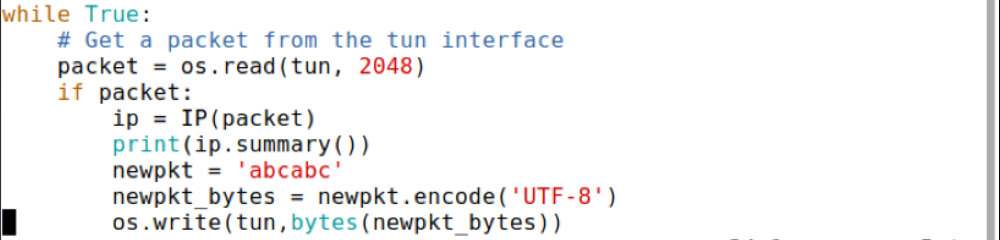 while True:
    # Get a packet from the tun interface
    packet = os.read(tun, 2048)
    if packet:
        ip = IP(packet)
        print(ip.summary())
        newpkt = 'abcabc'
        newpkt_bytes = newpkt.encode('UTF-8')
        os.write(tun,bytes(newpkt_bytes))